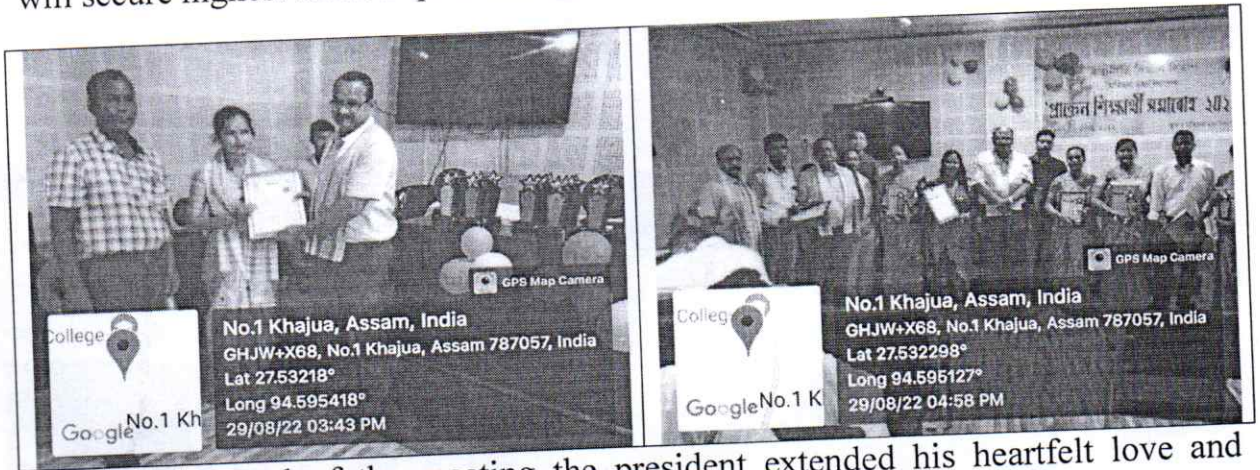 will secure highest
GPS Map Camera
College
No.1 Kh
Google
No.1 Khajua, Assam, India
GHJW+X68, No.1 Khajua, Assam 787057, India
Lat 27.53218°
Long 94.595418°
29/08/22 03:43 PM
প্রাক্তন শিক্ষার্থী সমাৰোহ
GPS Map Camera
Colleg
No.1 K
Google
No.1 Khajua, Assam, India
GHJW+X68, No.1 Khajua, Assam 787057, India
Lat 27.532298°
Long 94.595127°
29/08/22 04:58 PM
of the meeting the president extended his heartfelt love and